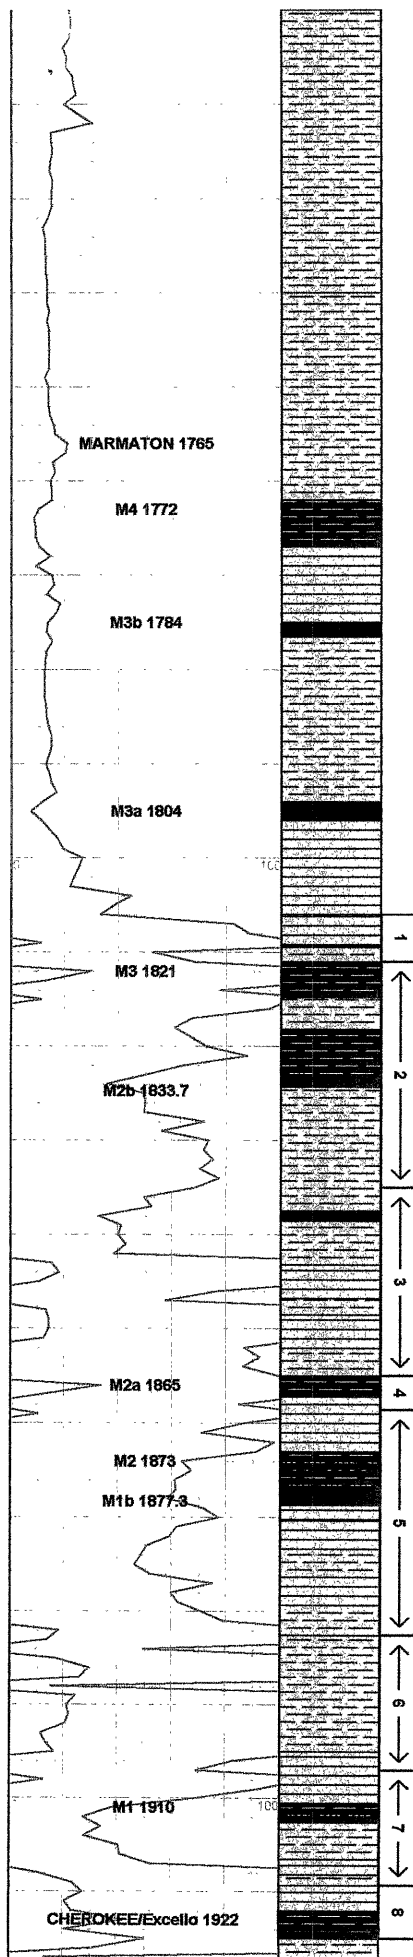 MARMATON 1765
M4 1772
M3b 1784
M3a 1804
100
1
M3 1821
2
M2b 1833.7
3
M2a 1865
4
M2 1873
M1b 1877.3
5
6
M1 1910
100
7
CHEROKEE/Excello 1922
8